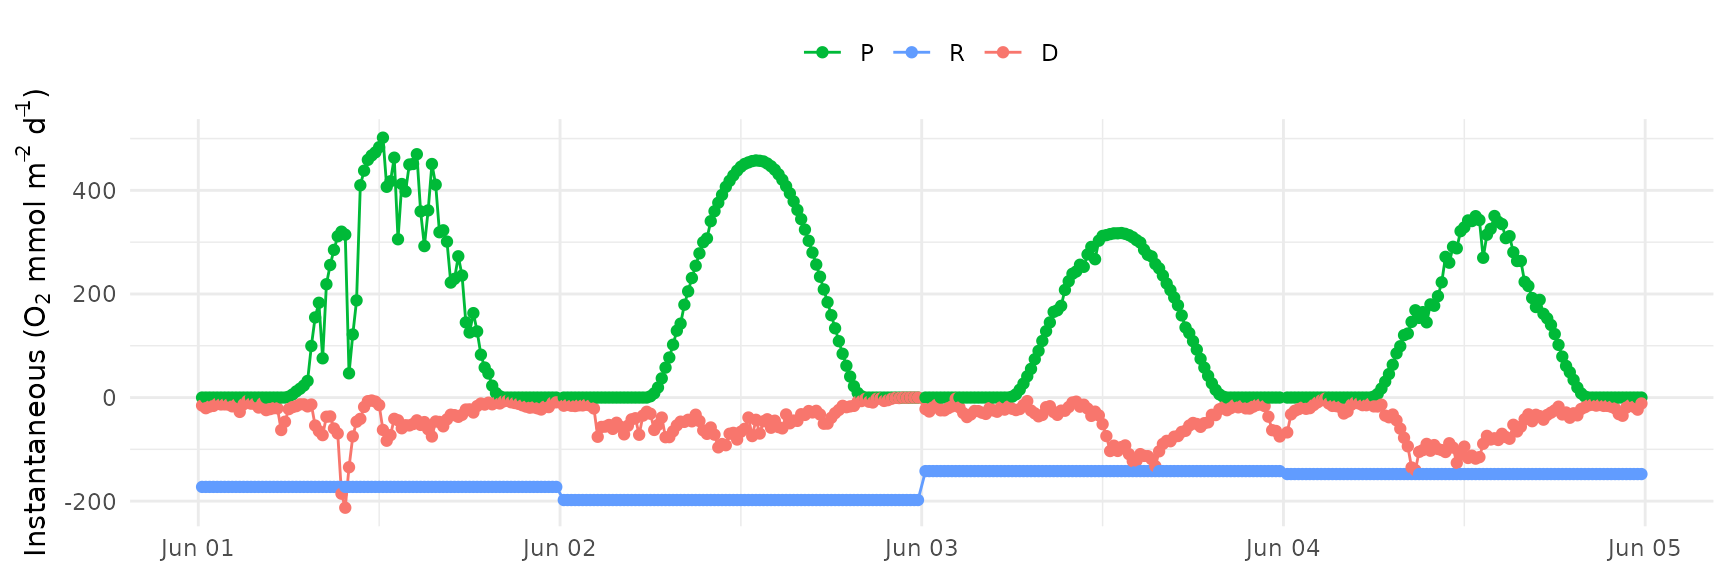 P R D
Instantaneous (O₂ mmol m⁻² d⁻¹)
400
200
0
-200
Jun 01 Jun 02 Jun 03 Jun 04 Jun 05